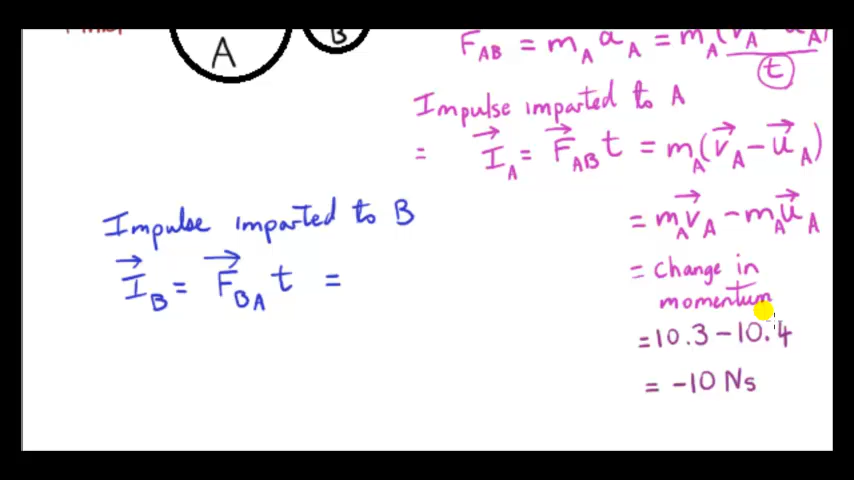 A
B
F_AB = m_A a_A = m_A (v_A - u_A) / t
Impulse imparted to A
= I_A = F_AB t = m_A (v_A - u_A)
= m_A v_A - m_A u_A
= Change in
momentum
= 10.3 - 10.4
= -10 Ns
Impulse imparted to B
I_B = F_BA t =